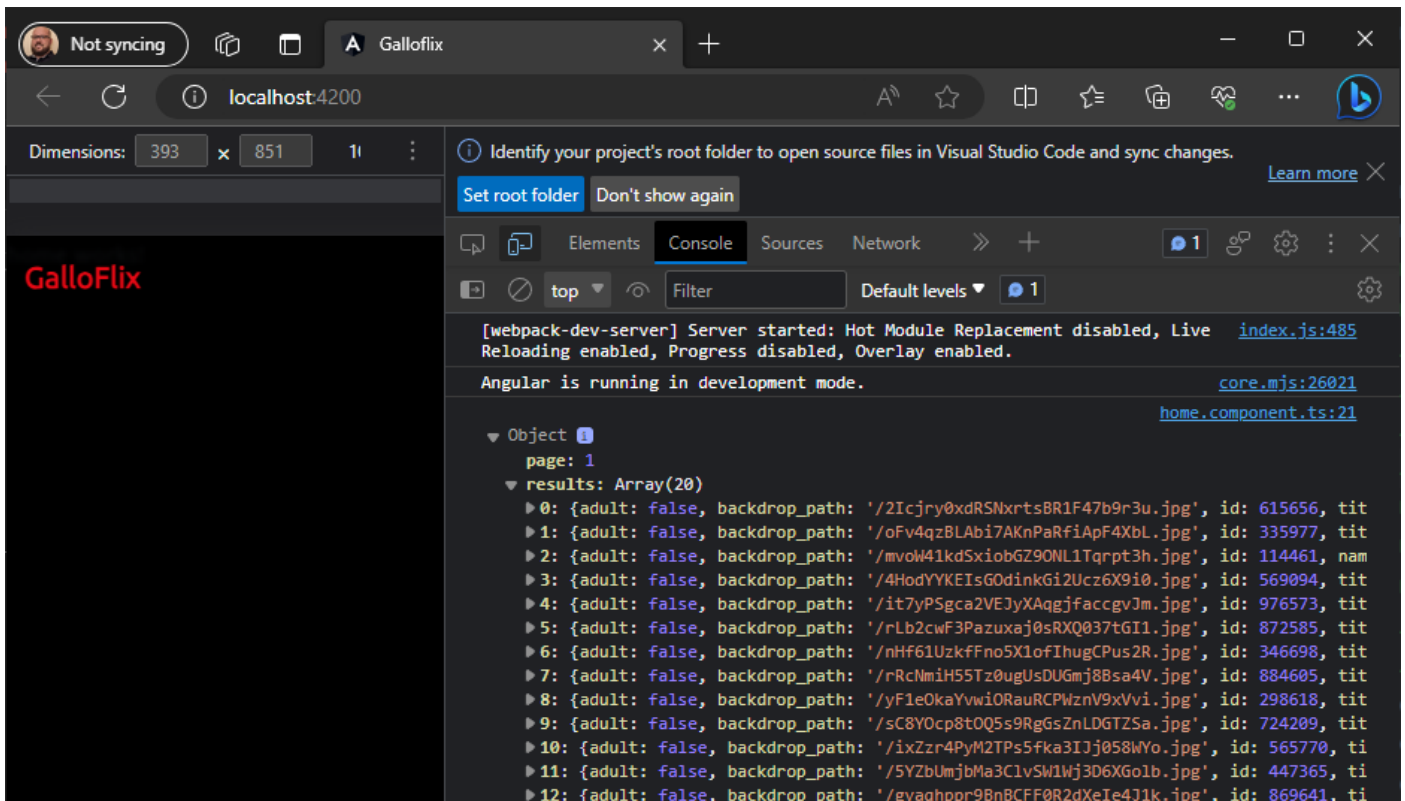 Not syncing
Galloflix
localhost:4200
Dimensions: 393 × 851
Identify your project's root folder to open source files in Visual Studio Code and sync changes.
Learn more
Set root folder Don't show again
Elements Console Sources Network 1
top Filter Default levels 1
[webpack-dev-server] Server started: Hot Module Replacement disabled, Live index.js:485
Reloading enabled, Progress disabled, Overlay enabled.
Angular is running in development mode. core.mjs:26021
home.component.ts:21
Object
page: 1
results: Array(20)
0: {adult: false, backdrop_path: '/2Icjry0xdRSNxrtsBR1F47b9r3u.jpg', id: 615656, tit
1: {adult: false, backdrop_path: '/oFv4qzBLAbi7AKnPaRfiApF4XbL.jpg', id: 335977, tit
2: {adult: false, backdrop_path: '/mvoW41kdSxiobGZ9ONL1Tqrpt3h.jpg', id: 114461, nam
3: {adult: false, backdrop_path: '/4HodYYKEIsGOdinkGi2Ucz6X9i0.jpg', id: 569094, tit
4: {adult: false, backdrop_path: '/it7yPSgca2VEJyXAqgjfaccgvJm.jpg', id: 976573, tit
5: {adult: false, backdrop_path: '/rLb2cwF3Pazuxaj0sRXQ037tGI1.jpg', id: 872585, tit
6: {adult: false, backdrop_path: '/nHf61UzkfFno5X1ofIhugCPus2R.jpg', id: 346698, tit
7: {adult: false, backdrop_path: '/rRcNmiH55Tz0ugUsDUGmj8Bsa4V.jpg', id: 884605, tit
8: {adult: false, backdrop_path: '/yF1eOkaYvwiORauRCPWznV9xVvi.jpg', id: 298618, tit
9: {adult: false, backdrop_path: '/sC8YOcp8tOQ5s9RgGsZnLDGTZSa.jpg', id: 724209, tit
10: {adult: false, backdrop_path: '/ixZzr4PyM2TPs5fka3IJj058WYo.jpg', id: 565770, ti
11: {adult: false, backdrop_path: '/5YZbUmjbMa3ClvSW1Wj3D6XGolb.jpg', id: 447365, ti
12: {adult: false, backdrop_path: '/gyaghppr9BnBCFF0R2dXeIe4J1k.jpg', id: 869641, ti
GalloFlix